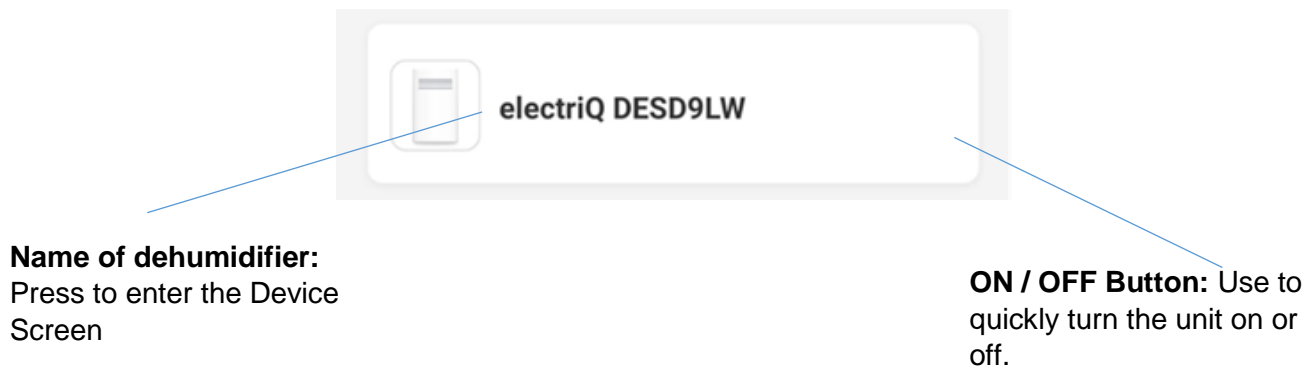 electriQ DESD9LW
Name of dehumidifier:
Press to enter the Device
Screen
ON / OFF Button: Use to
quickly turn the unit on or
off.